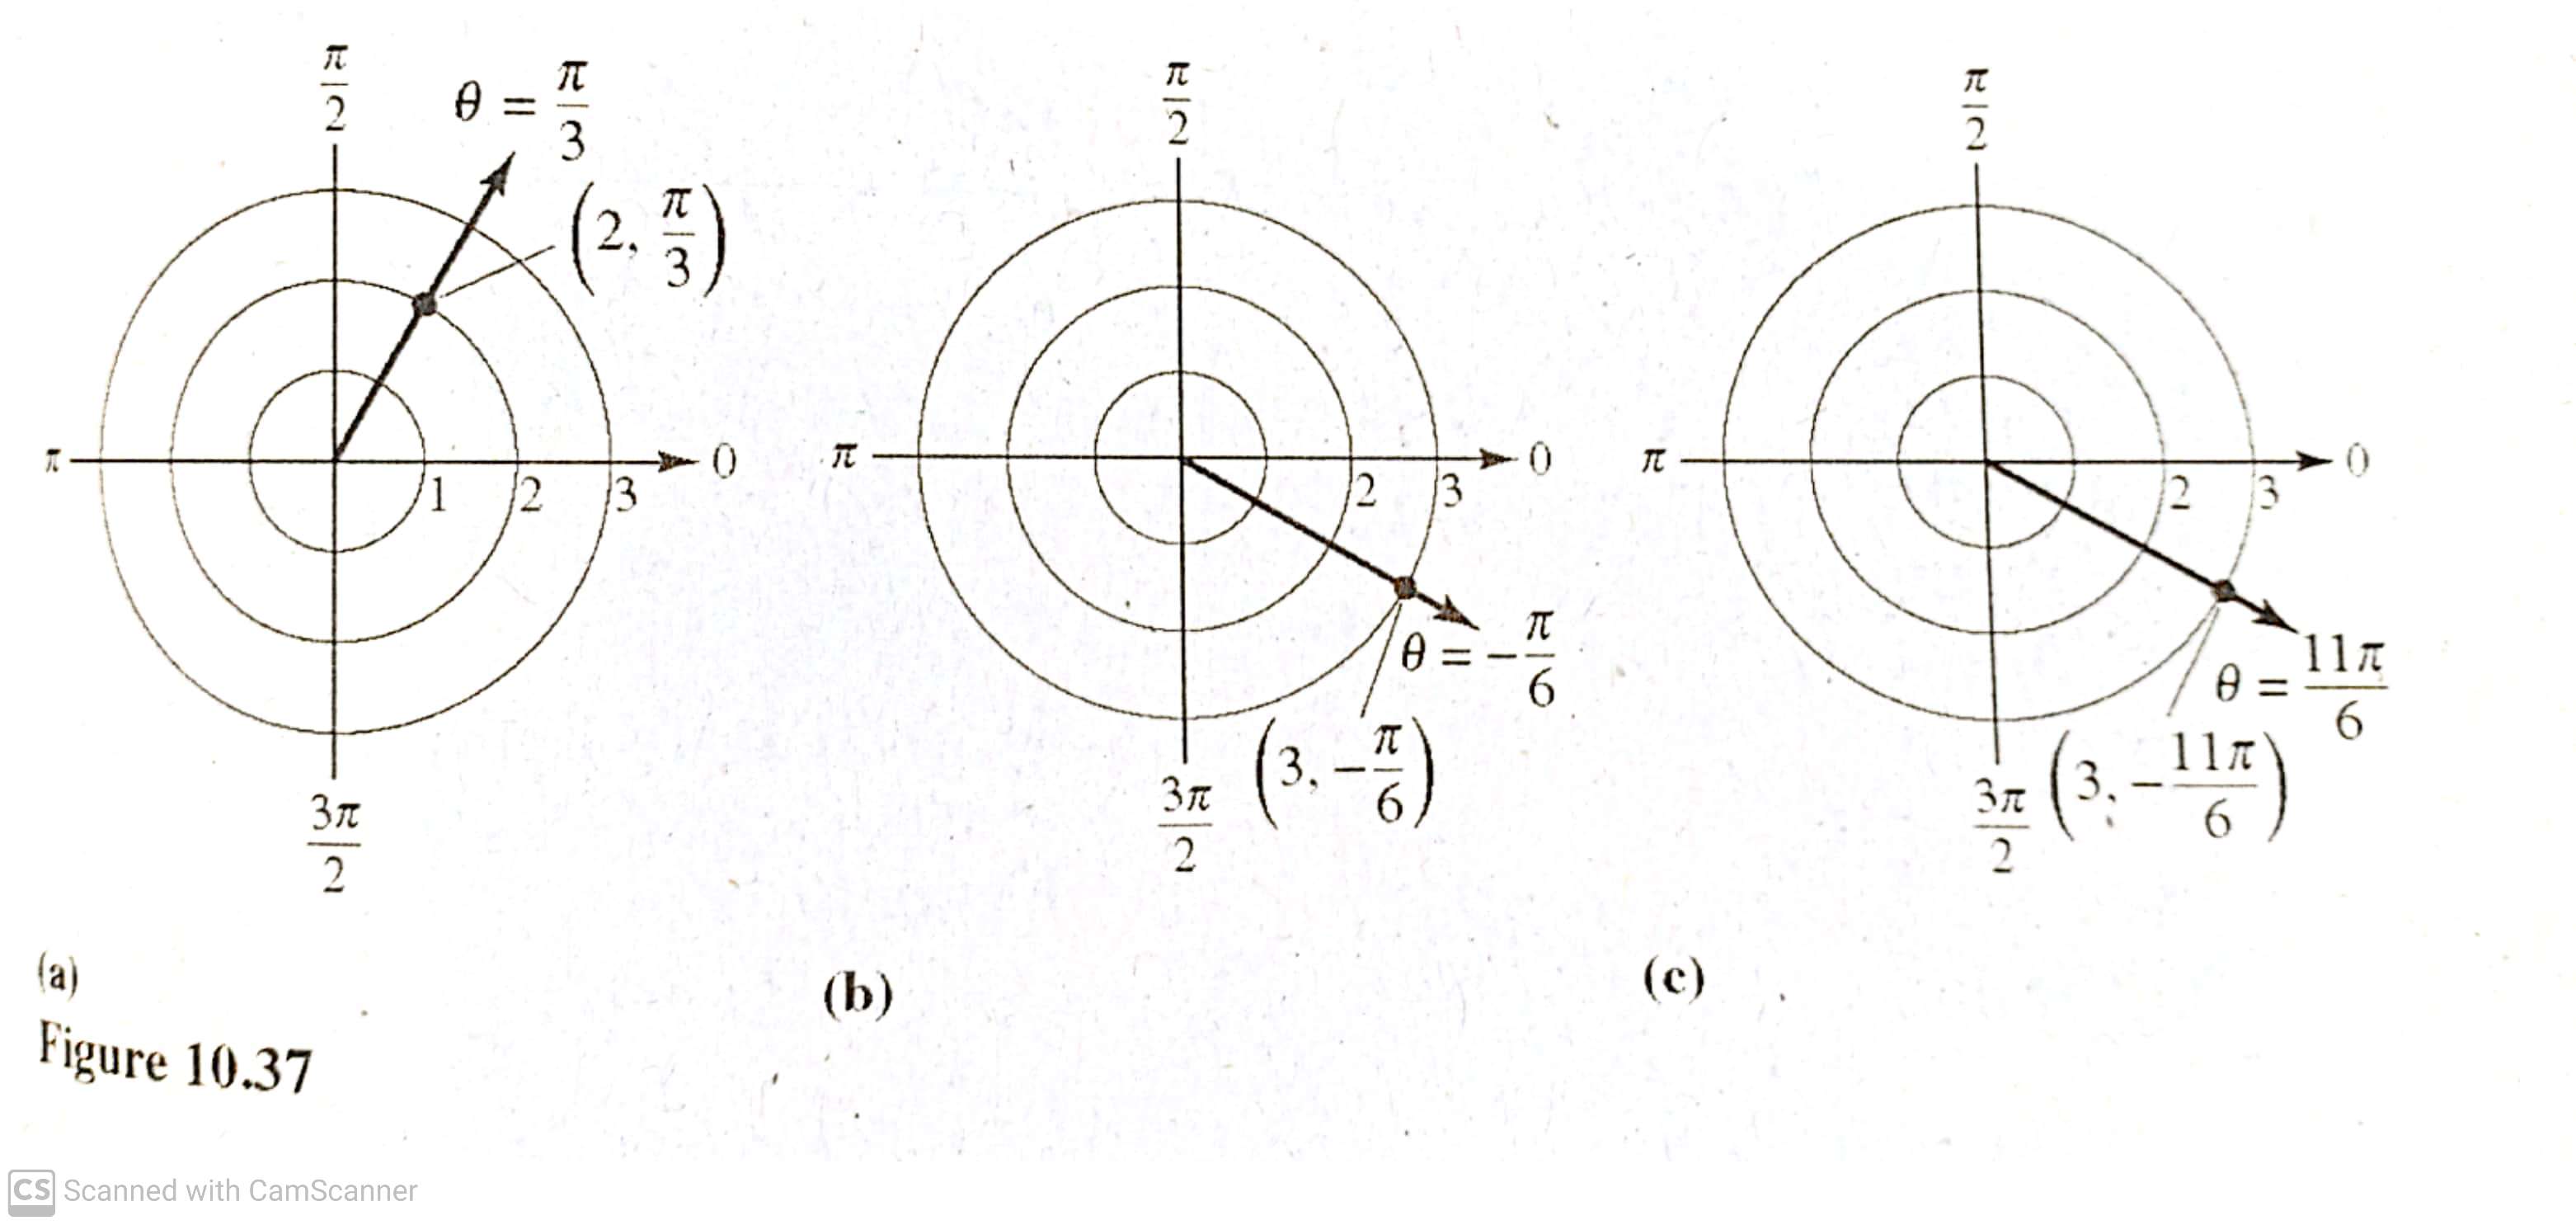 π/2
θ = π/3
(2, π/3)
π
0
1 2 3
3π/2
(a)
π/2
π
0
2 3
θ = -π/6
(3, -π/6)
3π/2
(b)
π/2
π
0
2 3
θ = 11π/6
(3, -11π/6)
3π/2
(c)
Figure 10.37
CS Scanned with CamScanner